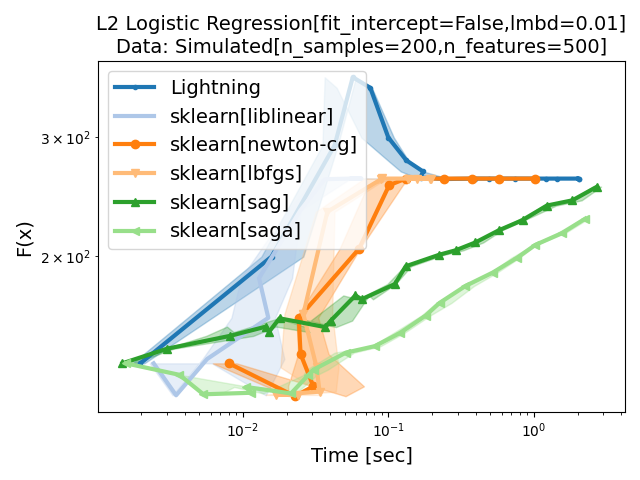 L2 Logistic Regression[fit_intercept=False,lmbd=0.01]
Data: Simulated[n_samples=200,n_features=500]
Lightning
sklearn[liblinear]
sklearn[newton-cg]
sklearn[lbfgs]
sklearn[sag]
sklearn[saga]
F(x)
3 × 10²
2 × 10²
10⁻² 10⁻¹ 10⁰
Time [sec]